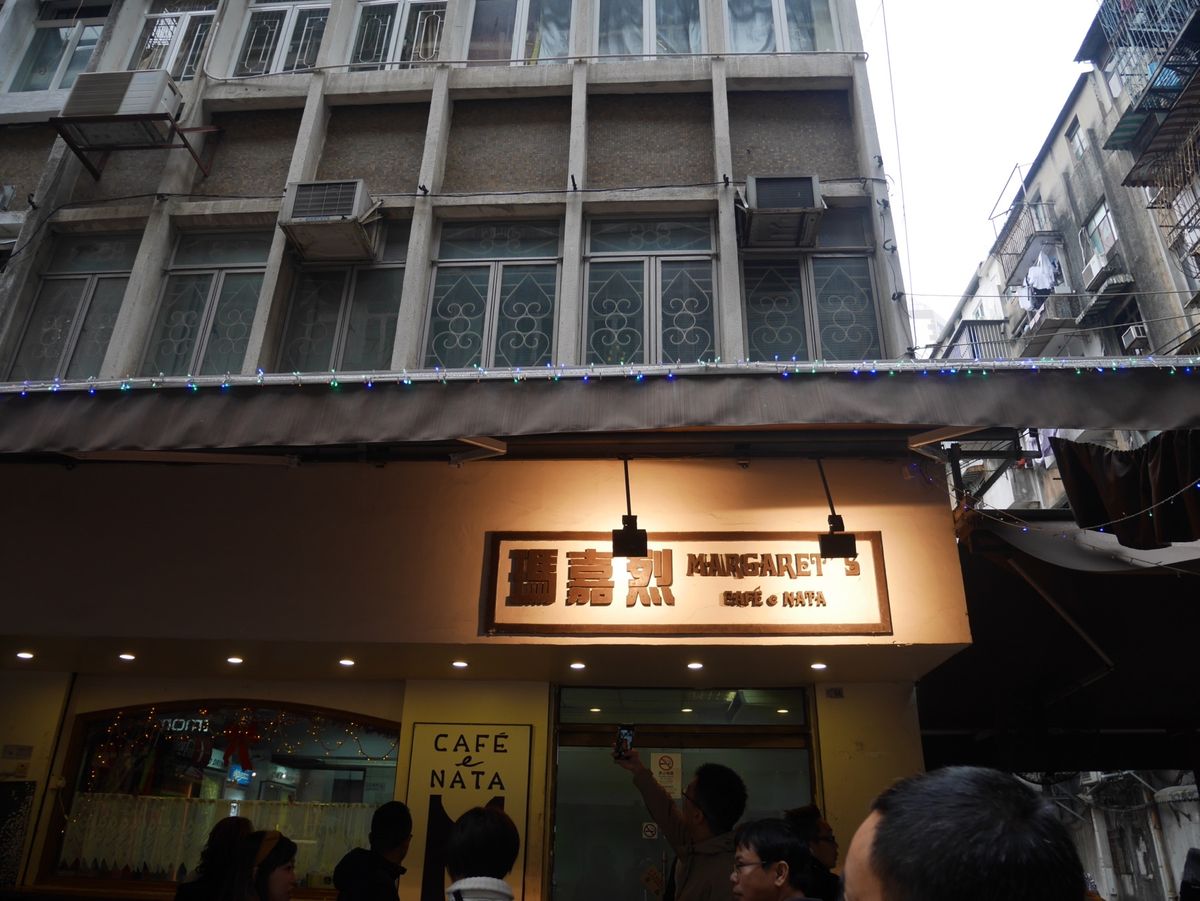 瑪嘉烈
MARGARET'S
CAFÉ e NATA
CAFÉ
e
NATA